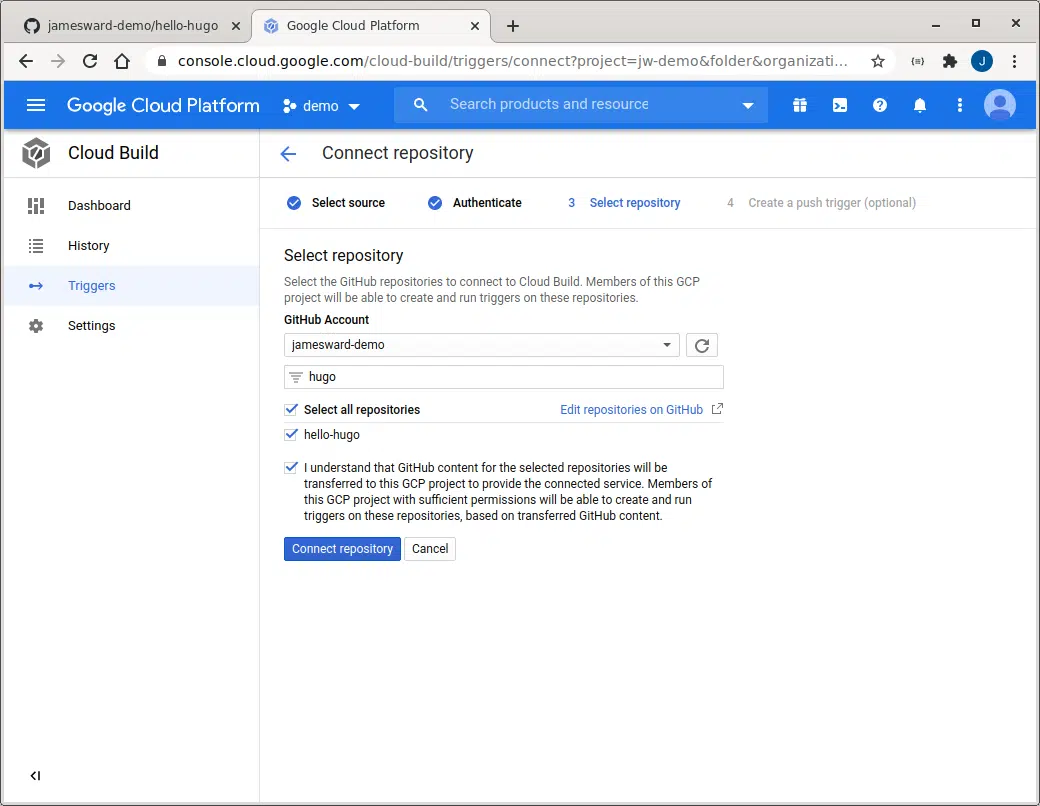 jamesward-demo/hello-hugo
Google Cloud Platform
console.cloud.google.com/cloud-build/triggers/connect?project=jw-demo&folder&organizati...
J
Google Cloud Platform
demo
Search products and resource
Cloud Build
Connect repository
Dashboard
History
Triggers
Settings
Select source
Authenticate
3 Select repository
4 Create a push trigger (optional)
Select repository
Select the GitHub repositories to connect to Cloud Build. Members of this GCP
project will be able to create and run triggers on these repositories.
GitHub Account
jamesward-demo
hugo
Select all repositories
Edit repositories on GitHub
hello-hugo
I understand that GitHub content for the selected repositories will be
transferred to this GCP project to provide the connected service. Members of
this GCP project with sufficient permissions will be able to create and run
triggers on these repositories, based on transferred GitHub content.
Connect repository
Cancel